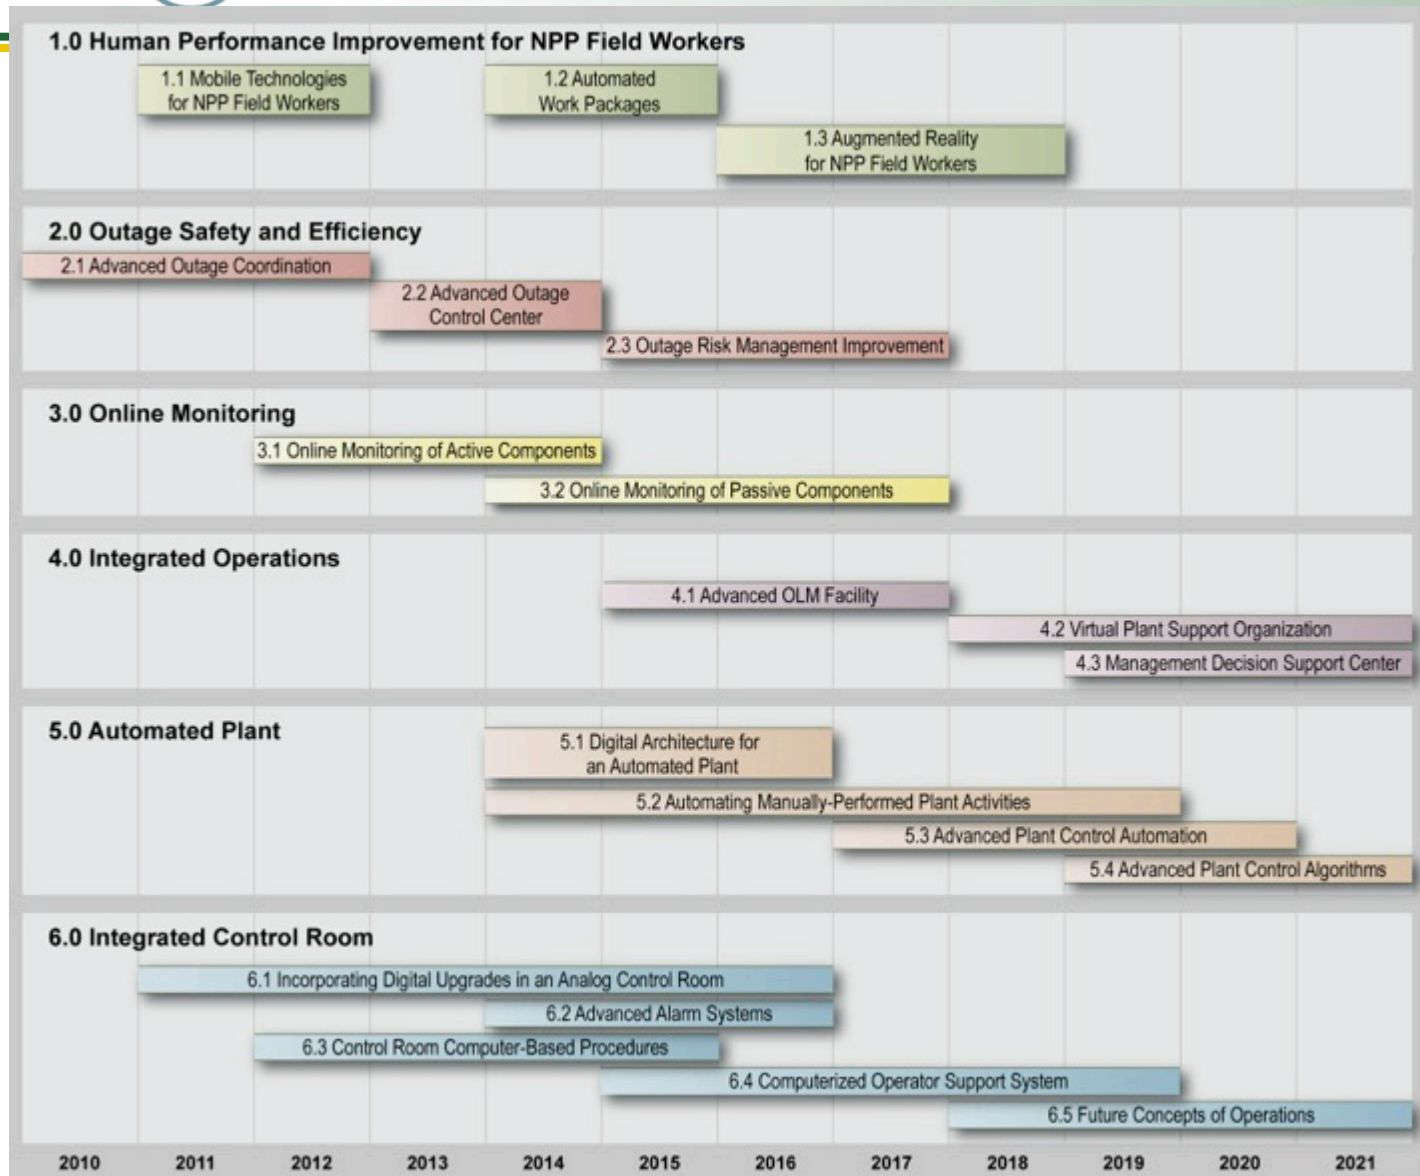 1.0 Human Performance Improvement for NPP Field Workers
1.1 Mobile Technologies
for NPP Field Workers
1.2 Automated
Work Packages
1.3 Augmented Reality
for NPP Field Workers
2.0 Outage Safety and Efficiency
2.1 Advanced Outage Coordination
2.2 Advanced Outage
Control Center
2.3 Outage Risk Management Improvement
3.0 Online Monitoring
3.1 Online Monitoring of Active Components
3.2 Online Monitoring of Passive Components
4.0 Integrated Operations
4.1 Advanced OLM Facility
4.2 Virtual Plant Support Organization
4.3 Management Decision Support Center
5.0 Automated Plant
5.1 Digital Architecture for
an Automated Plant
5.2 Automating Manually-Performed Plant Activities
5.3 Advanced Plant Control Automation
5.4 Advanced Plant Control Algorithms
6.0 Integrated Control Room
6.1 Incorporating Digital Upgrades in an Analog Control Room
6.2 Advanced Alarm Systems
6.3 Control Room Computer-Based Procedures
6.4 Computerized Operator Support System
6.5 Future Concepts of Operations
2010 2011 2012 2013 2014 2015 2016 2017 2018 2019 2020 2021